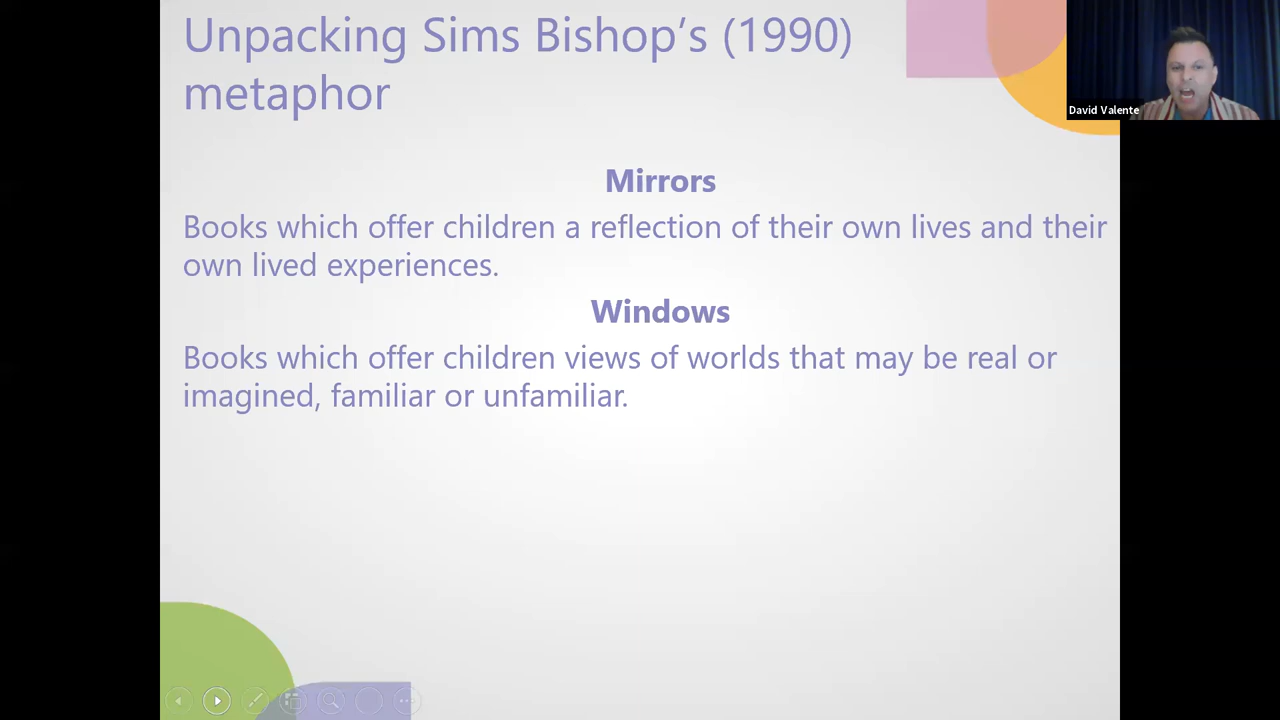 Unpacking Sims Bishop’s (1990)
metaphor
David Valente
Mirrors
Books which offer children a reflection of their own lives and their
own lived experiences.
Windows
Books which offer children views of worlds that may be real or
imagined, familiar or unfamiliar.